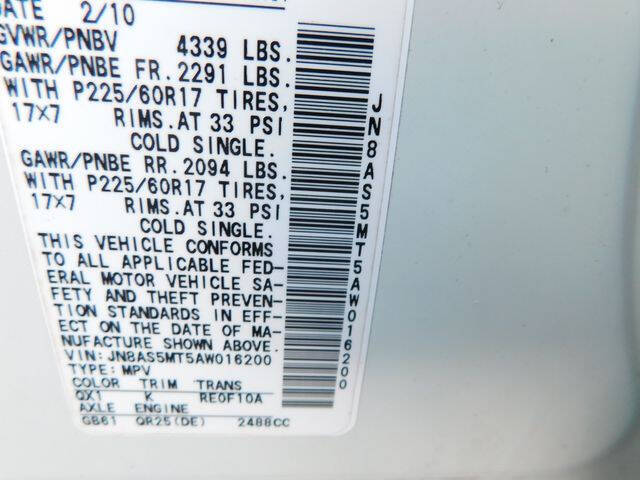 DATE 2/10
GVWR/PNBV 4339 LBS.
GAWR/PNBE FR. 2291 LBS.
WITH P225/60R17 TIRES,
17X7 RIMS. AT 33 PSI
COLD SINGLE.
GAWR/PNBE RR. 2094 LBS.
WITH P225/60R17 TIRES,
17X7 RIMS. AT 33 PSI
COLD SINGLE.
THIS VEHICLE CONFORMS
TO ALL APPLICABLE FED-
ERAL MOTOR VEHICLE SA-
FETY AND THEFT PREVEN-
TION STANDARDS IN EFF-
ECT ON THE DATE OF MA-
NUFACTURE SHOWN ABOVE.
VIN: JN8AS5MT5AW016200
TYPE: MPV
COLOR TRIM TRANS
QX1 K RE0F10A
AXLE ENGINE
GB61 QR25(DE) 2488CC
JN8AS5MT5AW016200